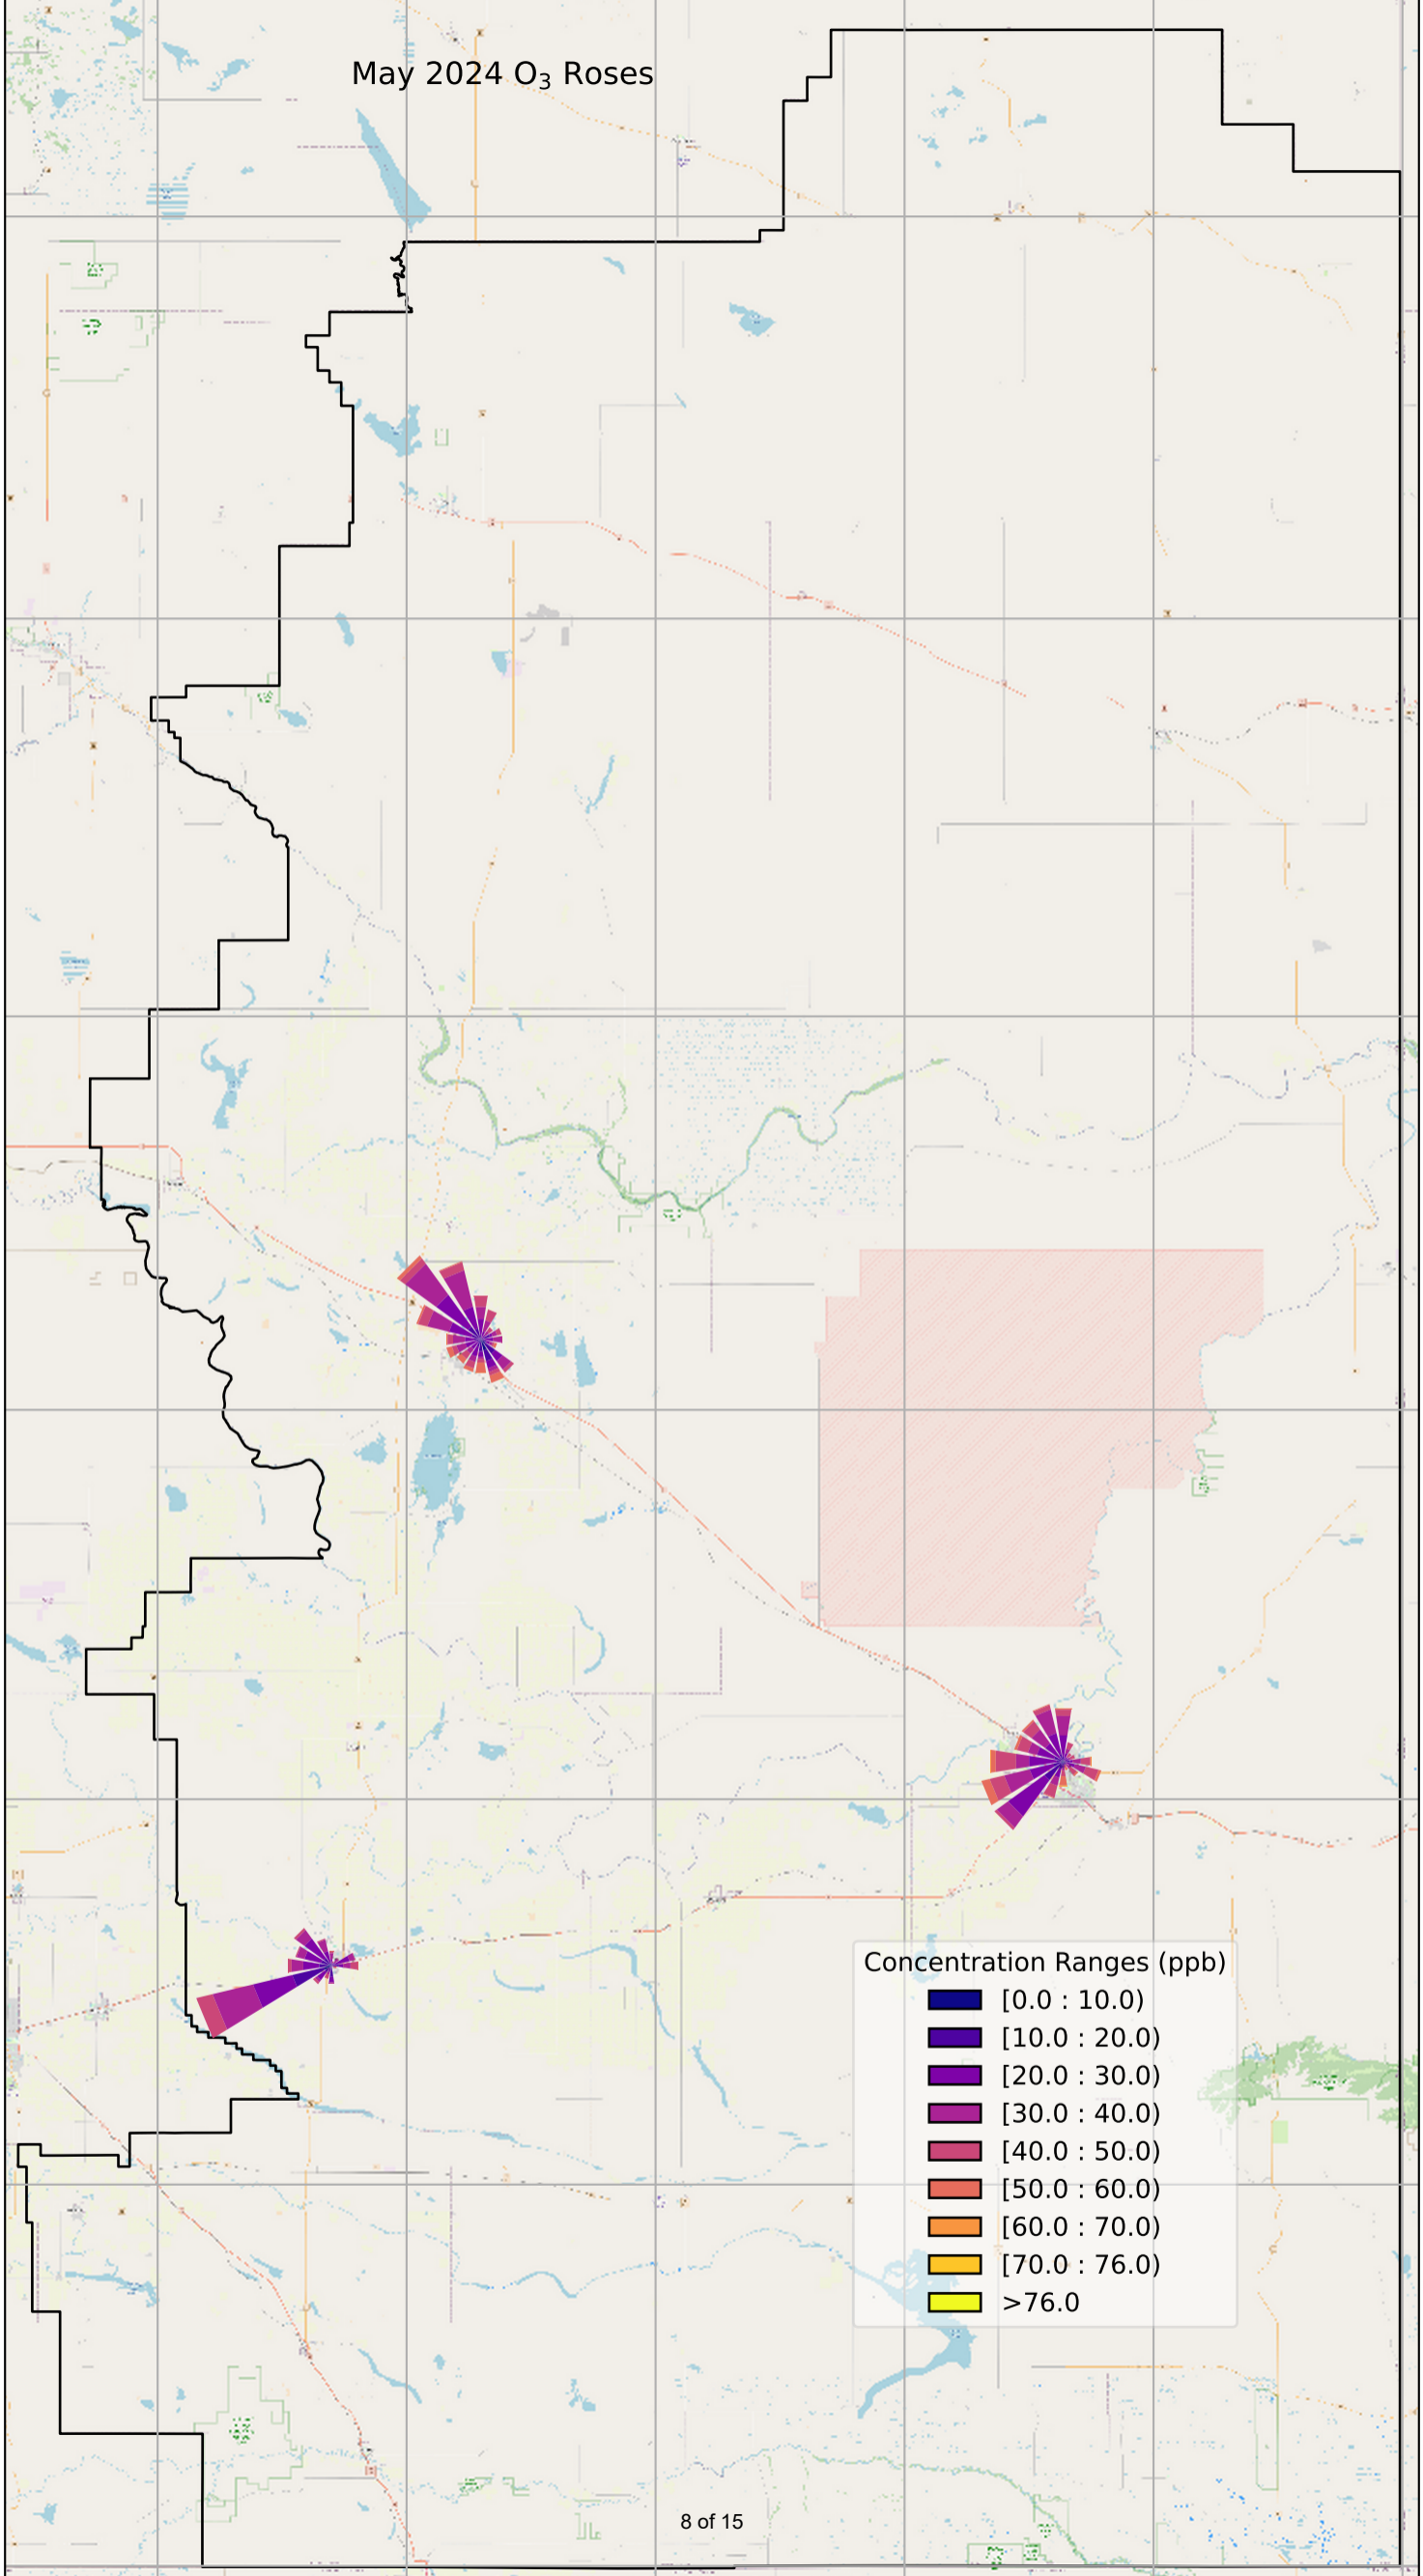 May 2024 O₃ Roses
Concentration Ranges (ppb)
[0.0 : 10.0)
[10.0 : 20.0)
[20.0 : 30.0)
[30.0 : 40.0)
[40.0 : 50.0)
[50.0 : 60.0)
[60.0 : 70.0)
[70.0 : 76.0)
>76.0
8 of 15